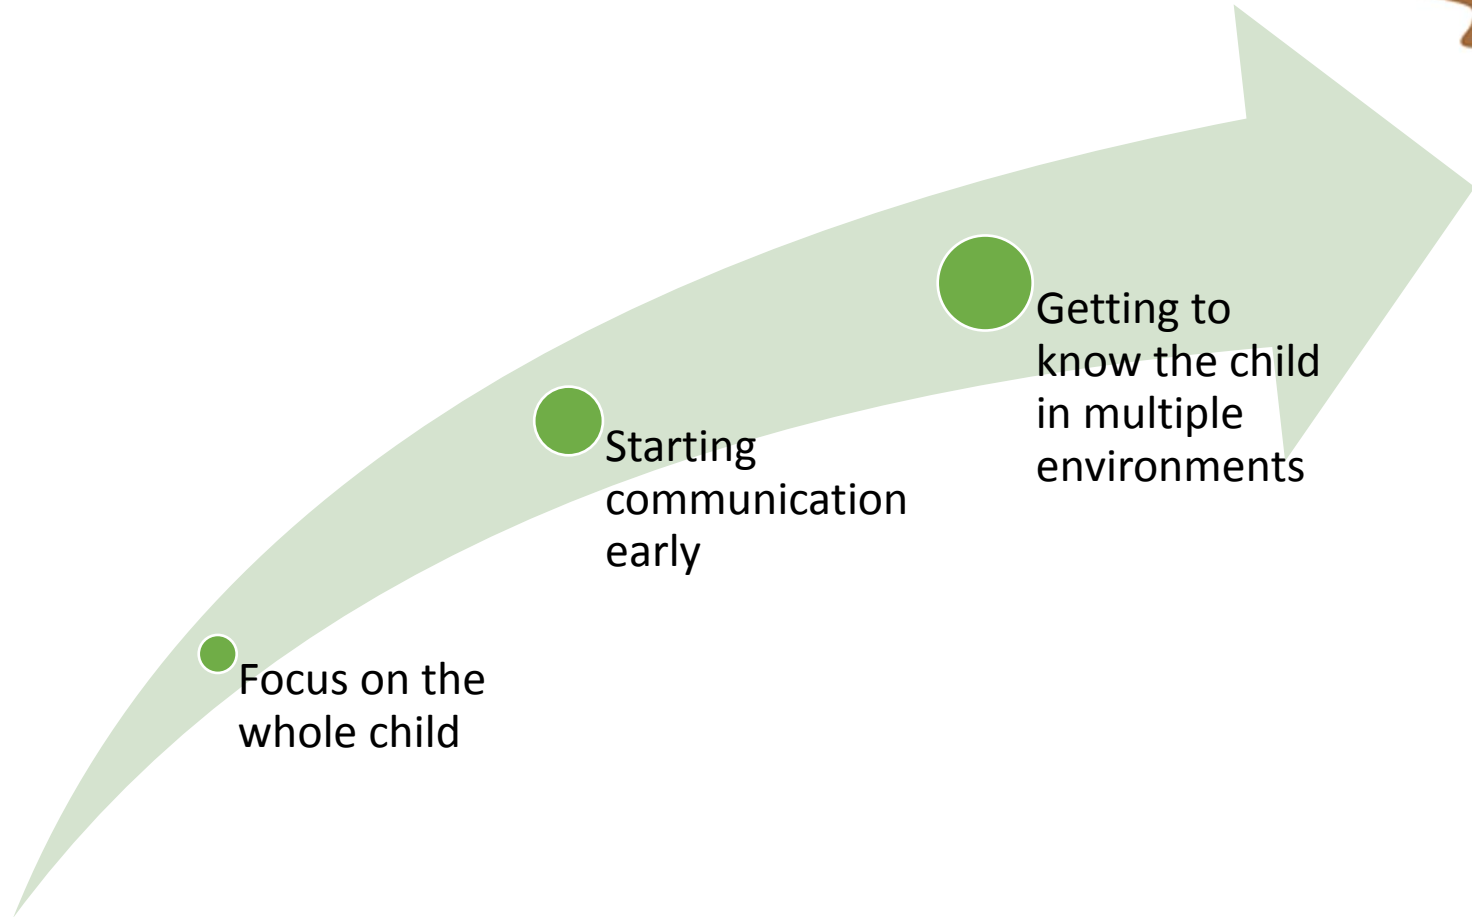 Focus on the
whole child
Starting
communication
early
Getting to
know the child
in multiple
environments